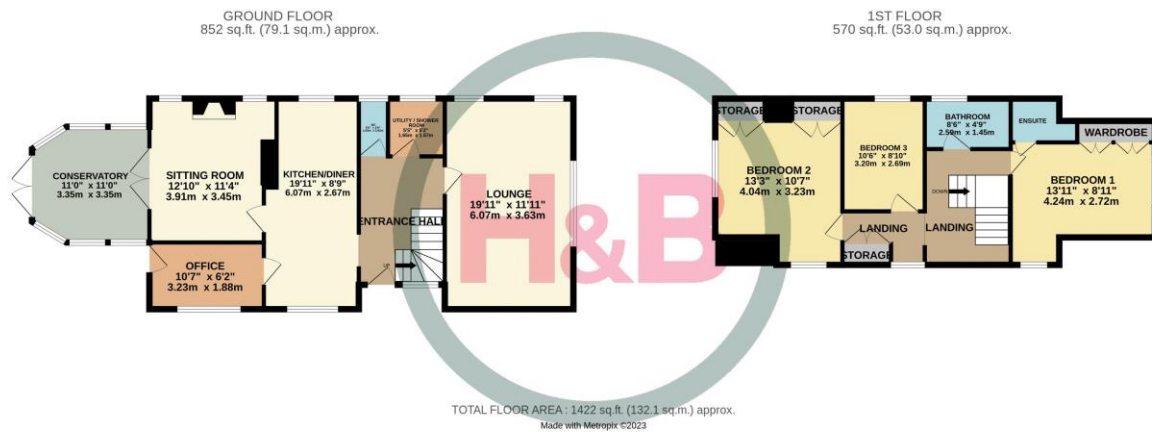 GROUND FLOOR
852 sq.ft. (79.1 sq.m.) approx.
1ST FLOOR
570 sq.ft. (53.0 sq.m.) approx.
CONSERVATORY
11'0" x 11'0"
3.35m x 3.35m
SITTING ROOM
12'10" x 11'4"
3.91m x 3.45m
OFFICE
10'7" x 6'2"
3.23m x 1.88m
KITCHEN/DINER
19'11" x 8'9"
6.07m x 2.67m
UTILITY / SHOWER
ROOM
ENTRANCE HALL
UP
LOUNGE
19'11" x 11'11"
6.07m x 3.63m
H&B
STORAGE
STORAGE
BEDROOM 2
13'3" x 10'7"
4.04m x 3.23m
BEDROOM 3
10'6" x 8'10"
3.20m x 2.69m
BATHROOM
8'6" x 4'9"
2.59m x 1.45m
ENSUITE
WARDROBE
BEDROOM 1
13'11" x 8'11"
4.24m x 2.72m
DOWN
LANDING
LANDING
STORAGE
TOTAL FLOOR AREA : 1422 sq.ft. (132.1 sq.m.) approx.
Made with Metropix ©2023